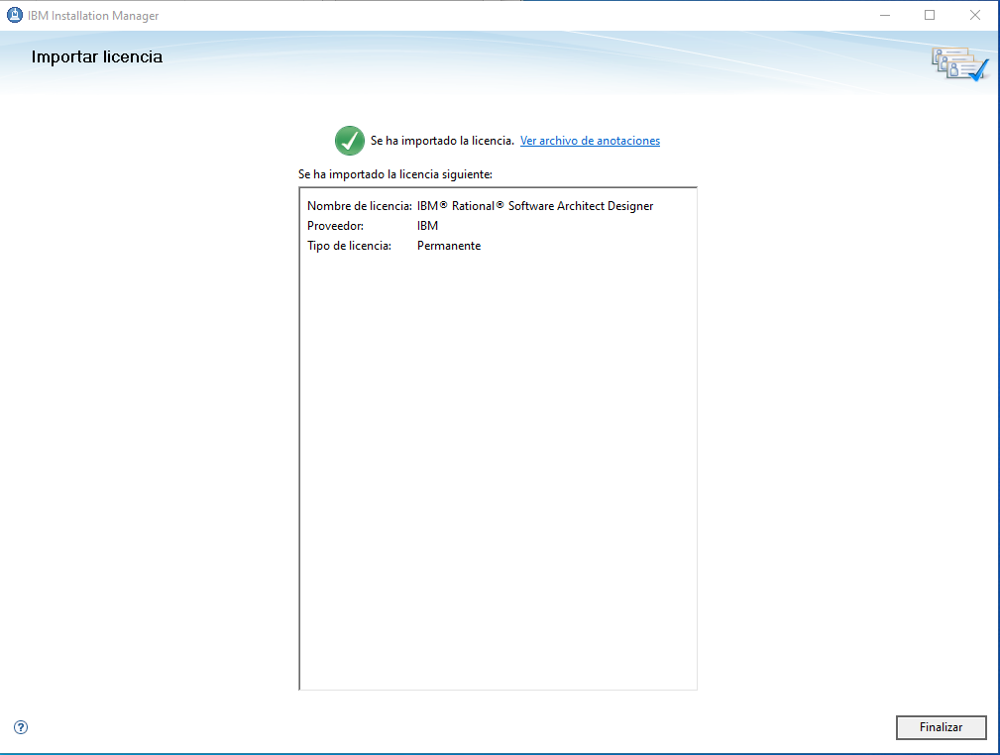 IBM Installation Manager
Importar licencia
Se ha importado la licencia. Ver archivo de anotaciones
Se ha importado la licencia siguiente:
Nombre de licencia: IBM® Rational® Software Architect Designer
Proveedor: IBM
Tipo de licencia: Permanente
?
Finalizar